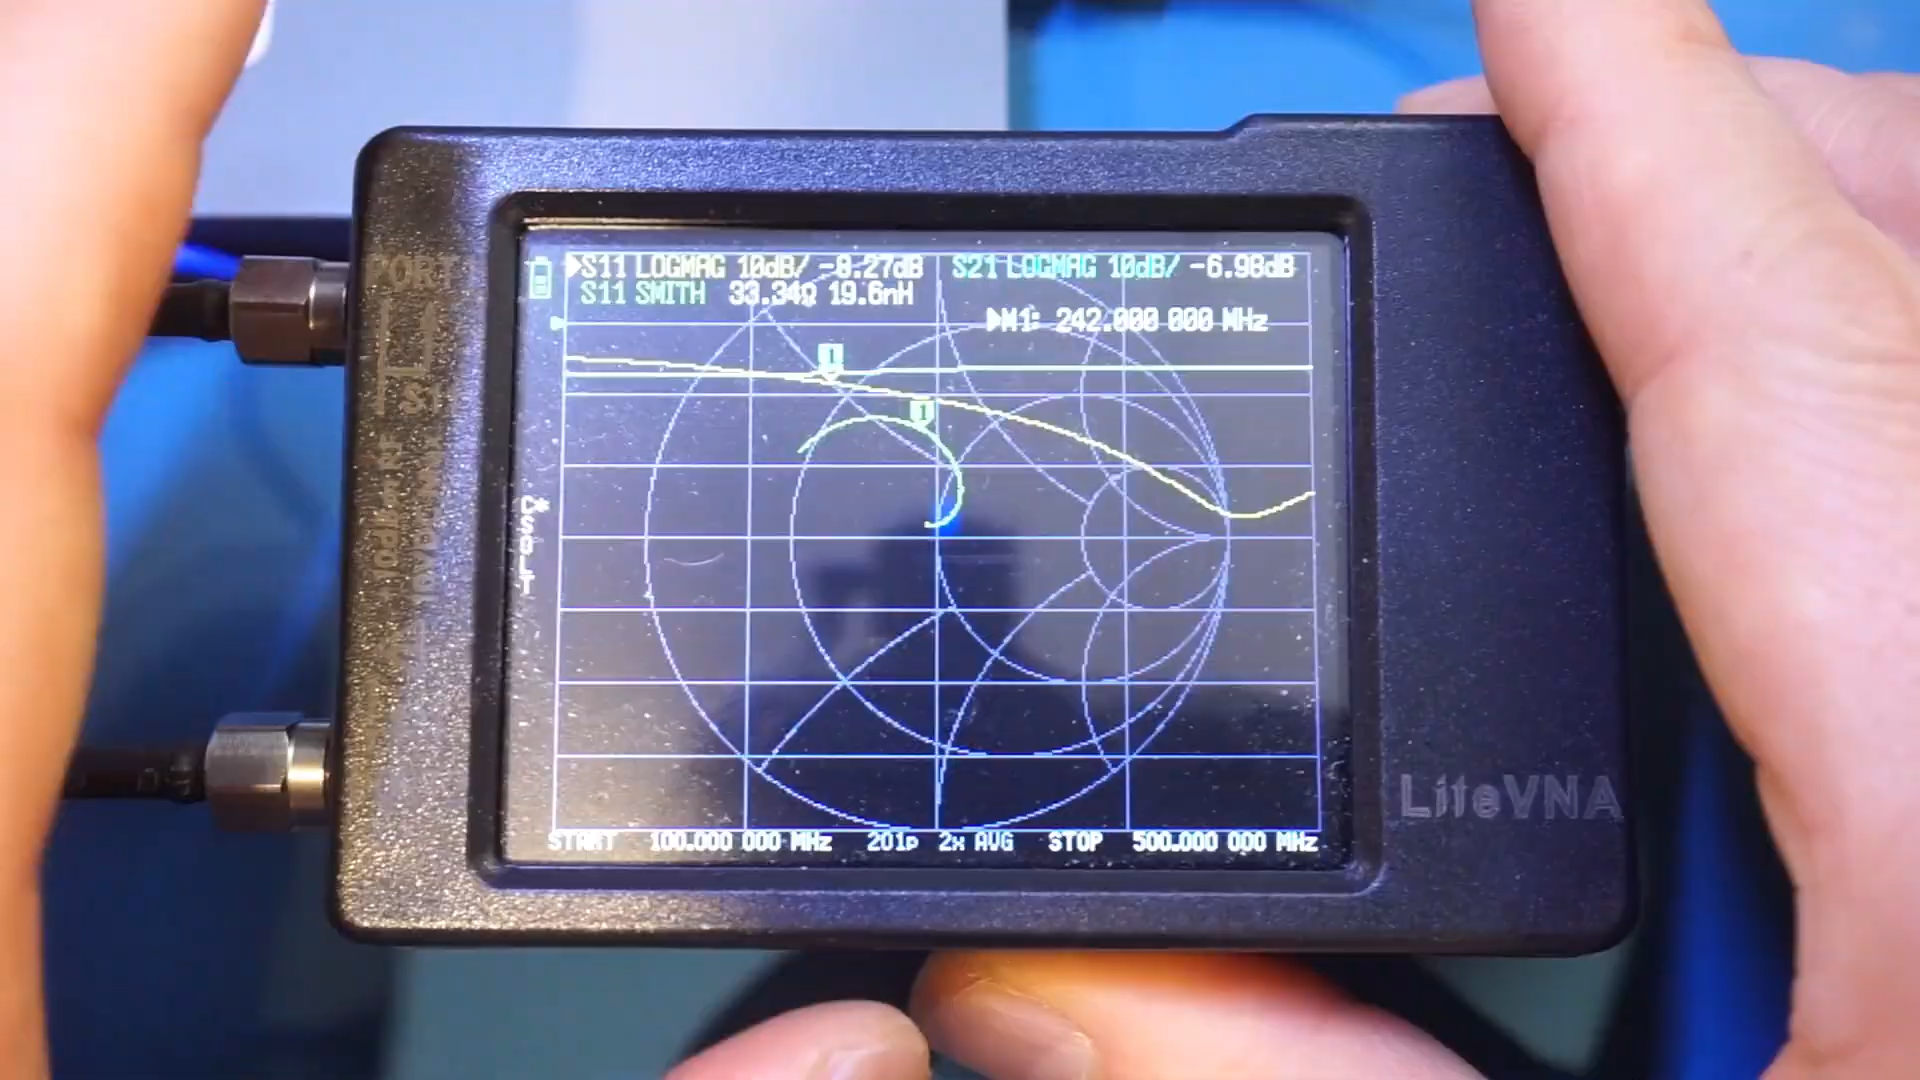 S11 LOGMAG 10dB/ -8.27dB S21 LOGMAG 10dB/ -6.98dB
S11 SMITH 33.34Ω 19.6nH
M1: 242.000 000 MHz
1
1
C*
S
O
L
T
PORT
LiteVNA
START 100.000 000 MHz 201p 2x AVG STOP 500.000 000 MHz